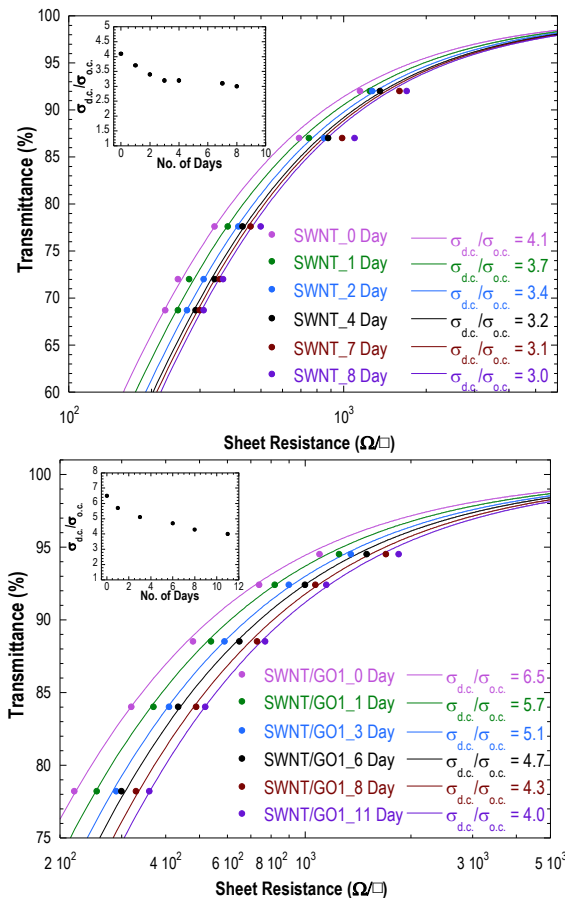 100
95
90
85
80
75
70
65
60
Transmittance (%)
5
4.5
4
3.5
3
2.5
2
1.5
1
σd.c./σo.c.
0 2 4 6 8 10
No. of Days
SWNT_0 Day σd.c./σo.c. = 4.1
SWNT_1 Day σd.c./σo.c. = 3.7
SWNT_2 Day σd.c./σo.c. = 3.4
SWNT_4 Day σd.c./σo.c. = 3.2
SWNT_7 Day σd.c./σo.c. = 3.1
SWNT_8 Day σd.c./σo.c. = 3.0
100 1000
Sheet Resistance (Ω/□)
100
95
90
85
80
75
Transmittance (%)
8
7
6
5
4
3
2
1
σd.c./σo.c.
0 2 4 6 8 10 12
No. of Days
SWNT/GO1_0 Day σd.c./σo.c. = 6.5
SWNT/GO1_1 Day σd.c./σo.c. = 5.7
SWNT/GO1_3 Day σd.c./σo.c. = 5.1
SWNT/GO1_6 Day σd.c./σo.c. = 4.7
SWNT/GO1_8 Day σd.c./σo.c. = 4.3
SWNT/GO1_11 Day σd.c./σo.c. = 4.0
2 10² 4 10² 6 10² 8 10² 10³ 3 10³ 5 10³
Sheet Resistance (Ω/□)